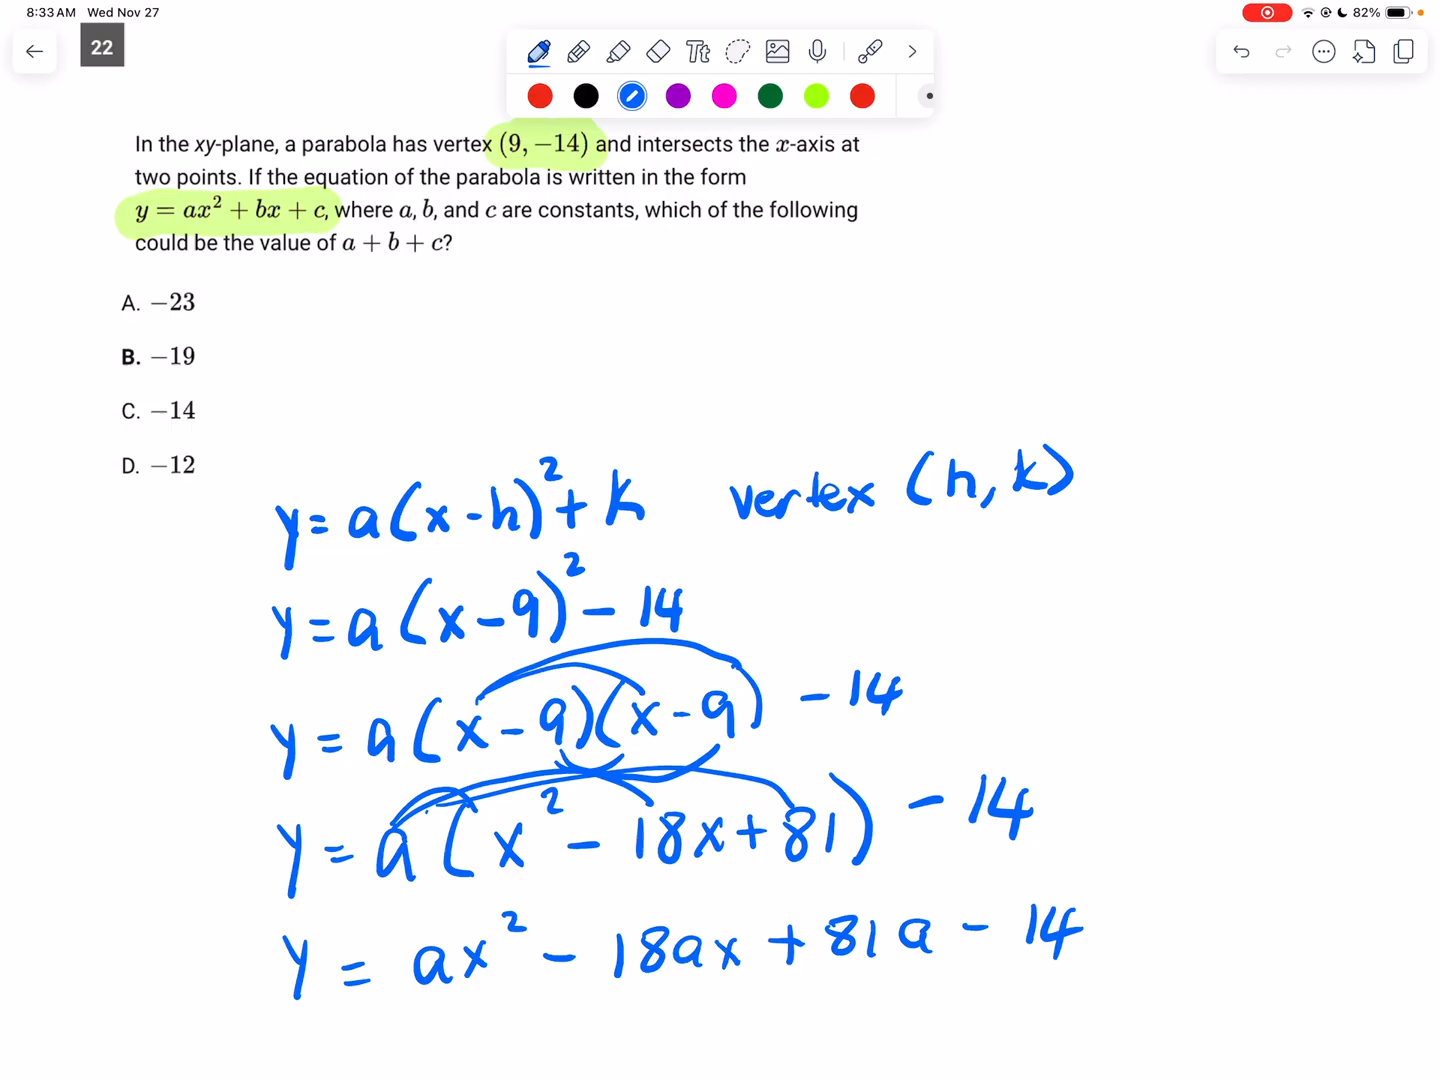 8:33 AM Wed Nov 27
82%
22
Tt
In the xy-plane, a parabola has vertex (9, −14) and intersects the x-axis at
two points. If the equation of the parabola is written in the form
y = ax² + bx + c, where a, b, and c are constants, which of the following
could be the value of a + b + c?
A. −23
B. −19
C. −14
D. −12
y = a(x-h)² + k vertex (h, k)
y = a(x-9)² - 14
y = a(x-9)(x-9) - 14
y = a(x² - 18x + 81) - 14
y = ax² - 18ax + 81a - 14